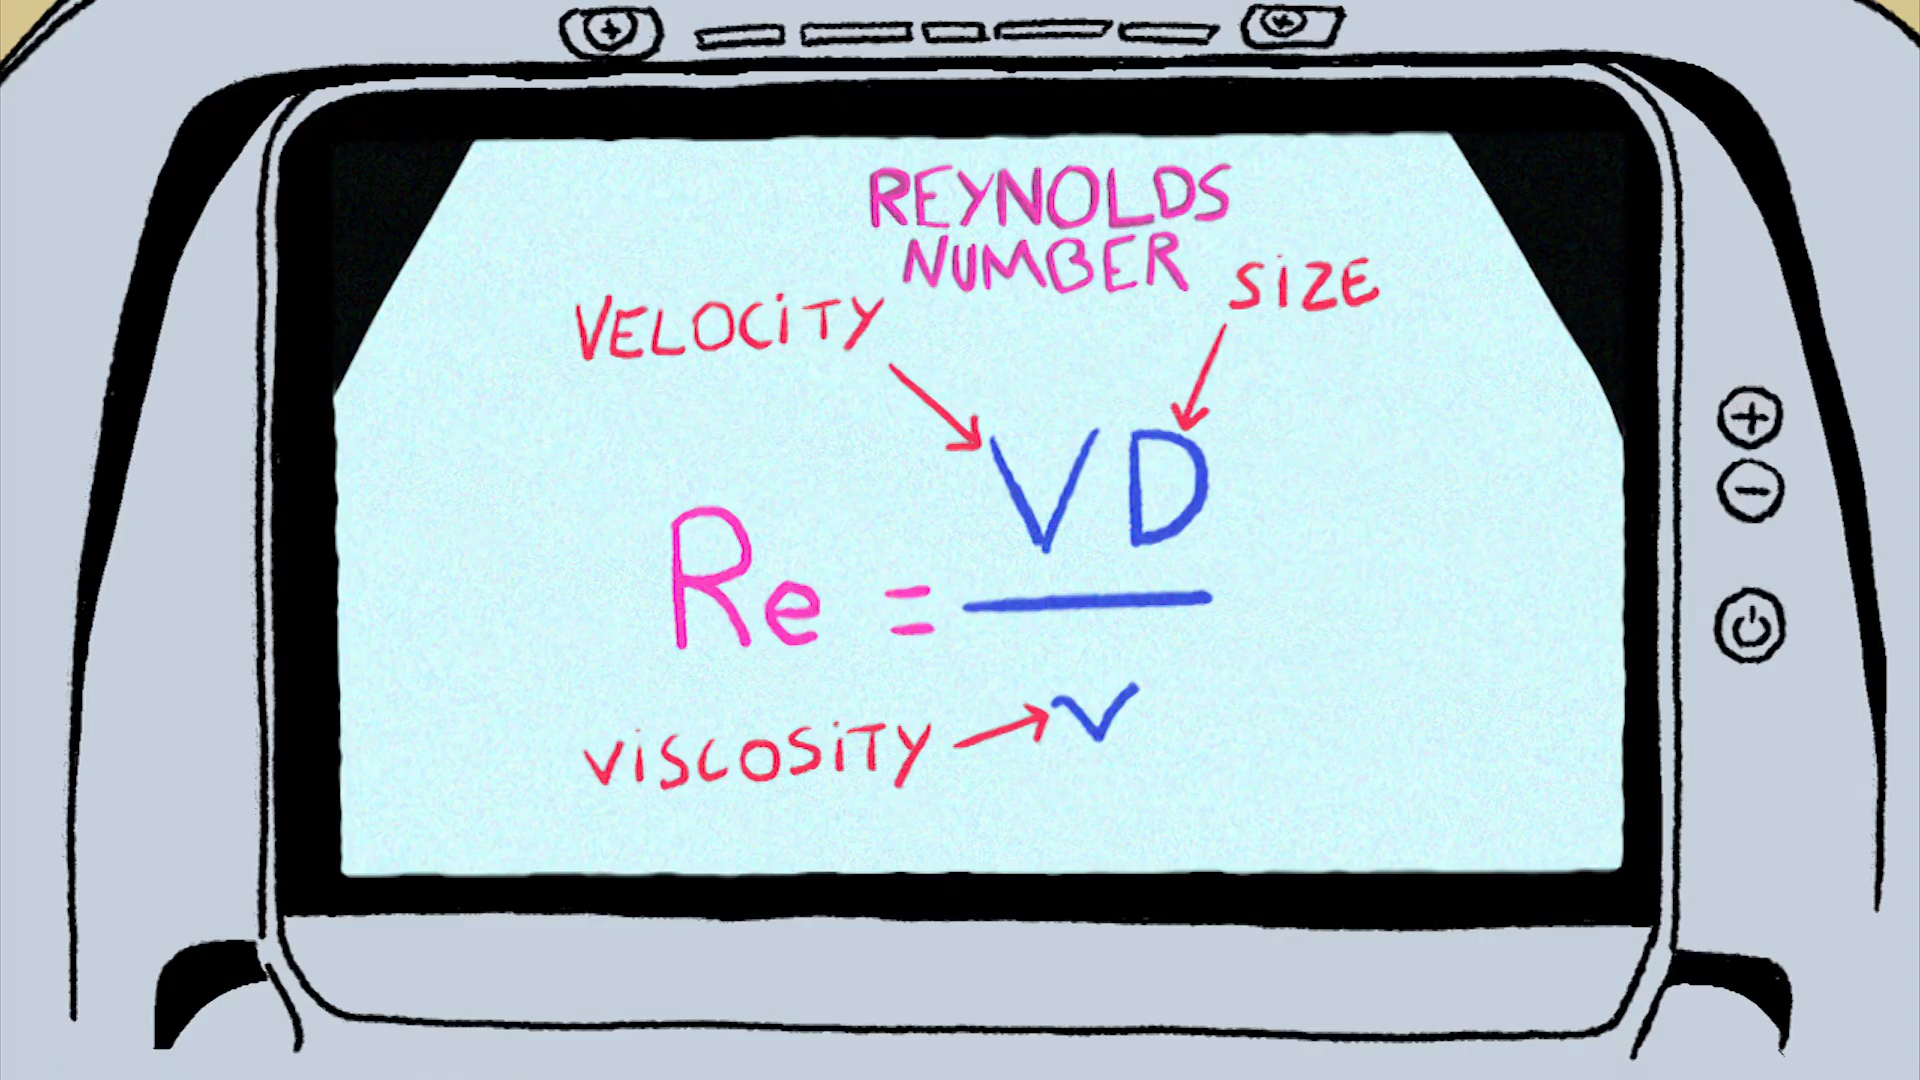 REYNOLDS
NUMBER
SiZE
VELOCiTY
VD
Re =
ν
ViSCOSiTY